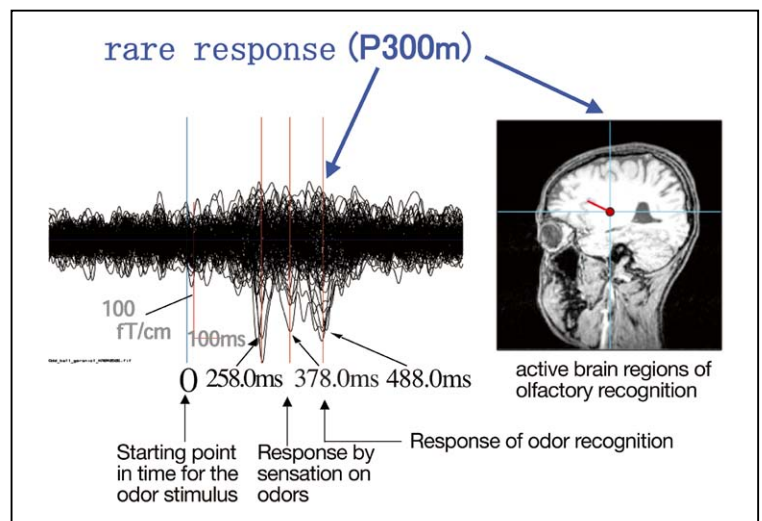 rare response (P300m)
100
fT/cm
100ms
0 258.0ms 378.0ms 488.0ms
active brain regions of
olfactory recognition
Response of odor recognition
Starting point
in time for the
odor stimulus
Response by
sensation on
odors